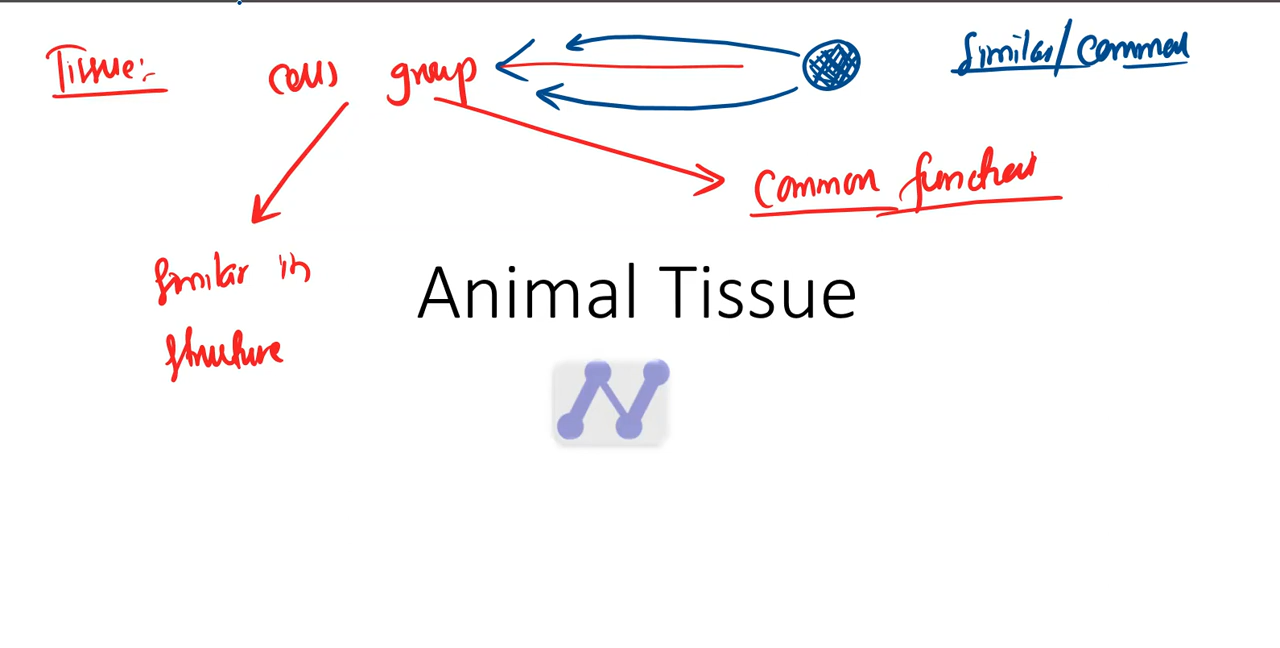 Tissue:-
cells group
Similar/Common
Common function
Similar in
structure
Animal Tissue